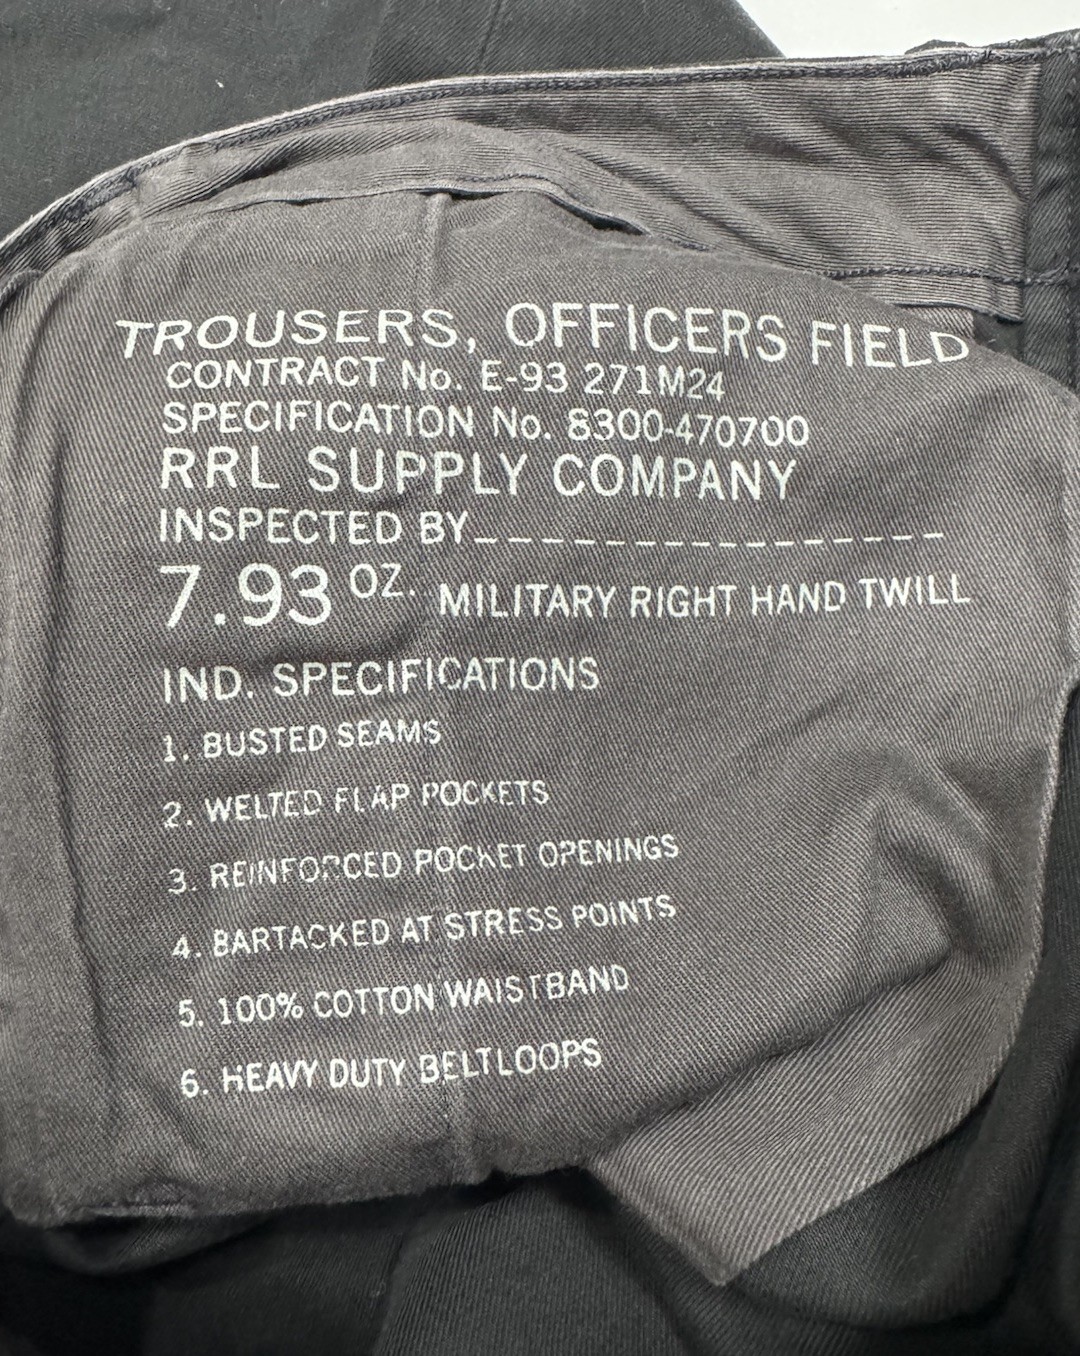 TROUSERS, OFFICERS FIELD
CONTRACT No. E-93 271M24
SPECIFICATION No. 8300-470700
RRL SUPPLY COMPANY
INSPECTED BY_________________
7.93 OZ. MILITARY RIGHT HAND TWILL
IND. SPECIFICATIONS
1. BUSTED SEAMS
2. WELTED FLAP POCKETS
3. REINFORCED POCKET OPENINGS
4. BARTACKED AT STRESS POINTS
5. 100% COTTON WAISTBAND
6. HEAVY DUTY BELTLOOPS